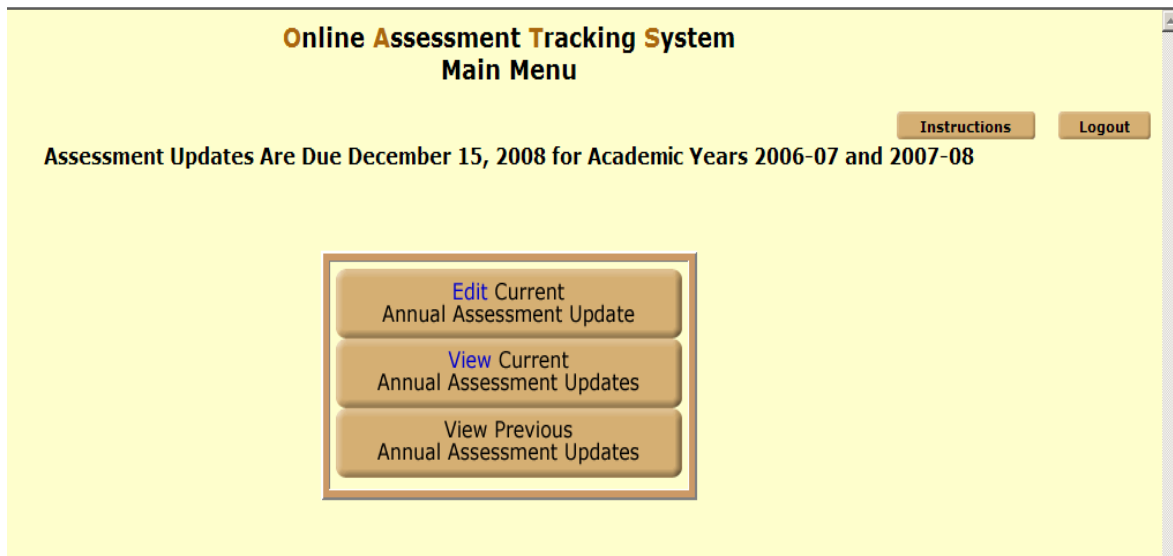 Online Assessment Tracking System
Main Menu
Instructions
Logout
Assessment Updates Are Due December 15, 2008 for Academic Years 2006-07 and 2007-08
Edit Current
Annual Assessment Update
View Current
Annual Assessment Updates
View Previous
Annual Assessment Updates